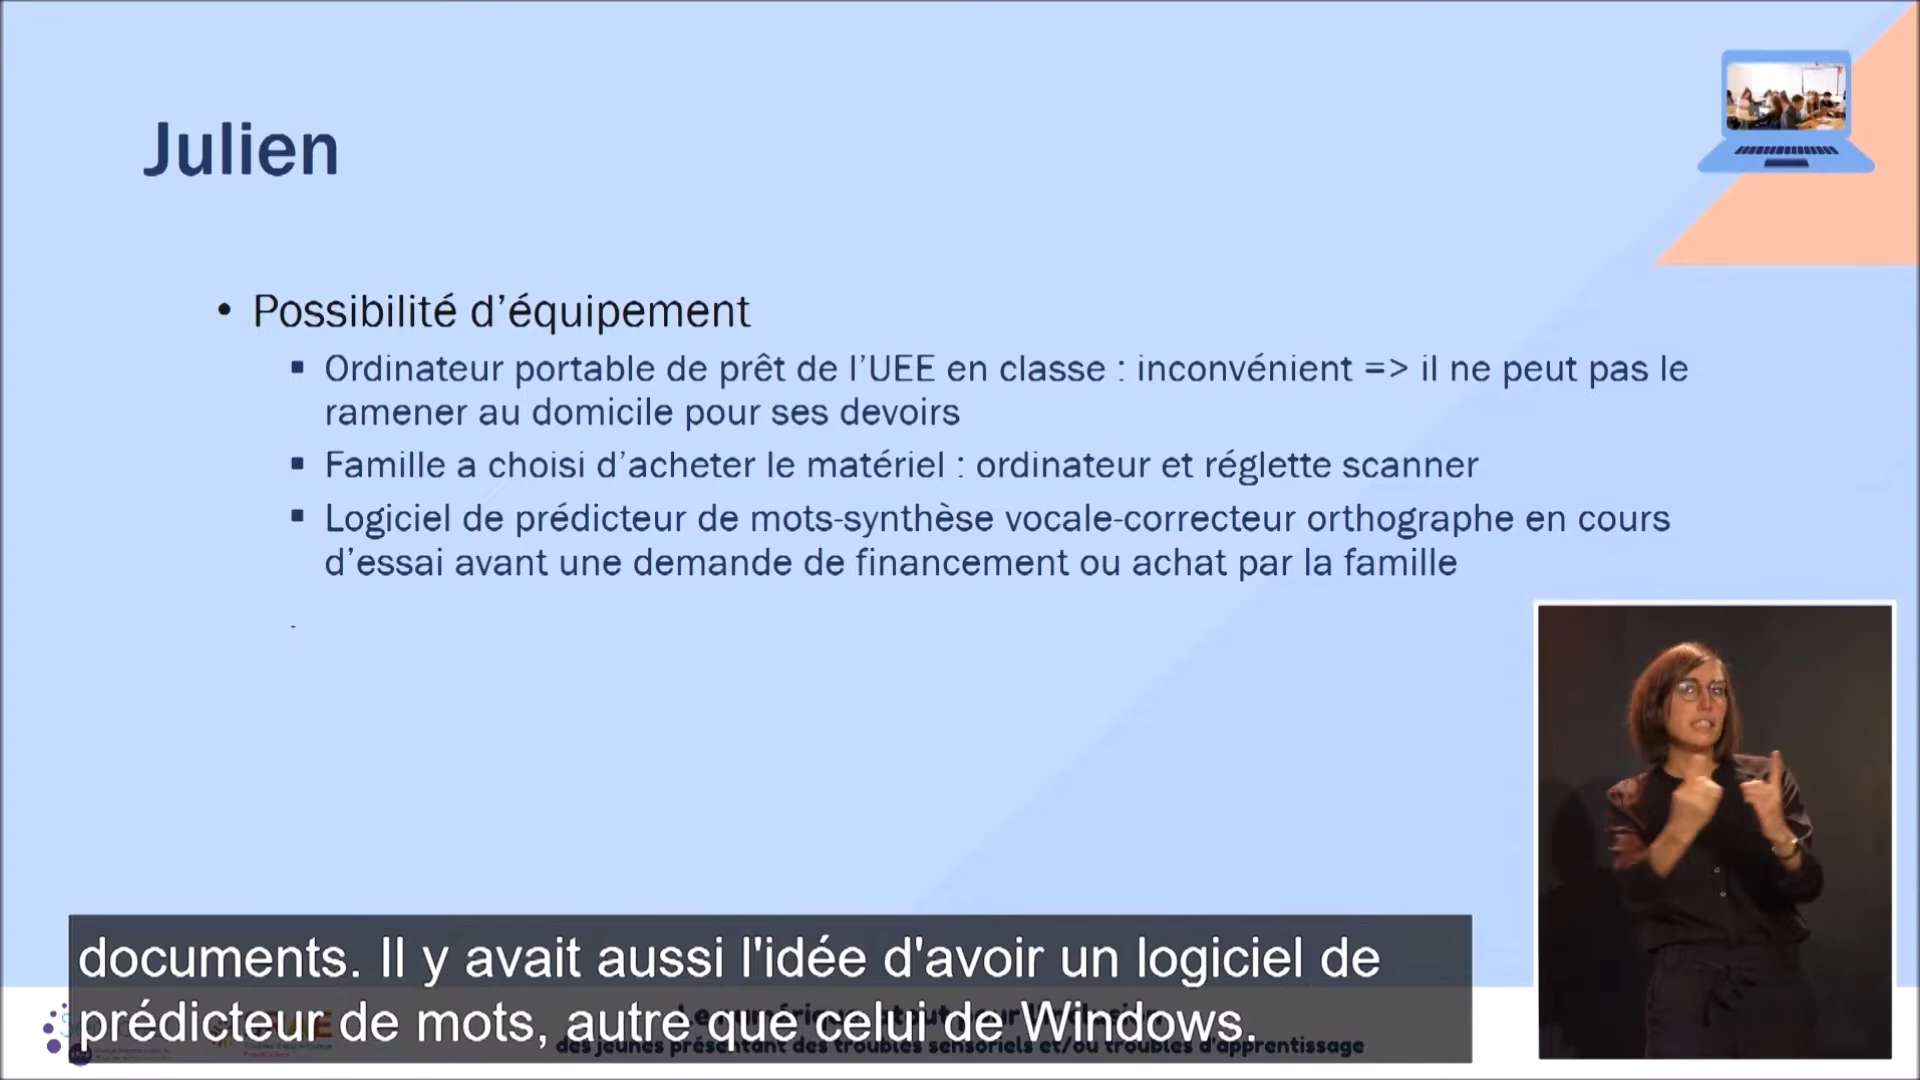 Julien
• Possibilité d’équipement
▪ Ordinateur portable de prêt de l’UEE en classe : inconvénient => il ne peut pas le
ramener au domicile pour ses devoirs
▪ Famille a choisi d’acheter le matériel : ordinateur et réglette scanner
▪ Logiciel de prédicteur de mots-synthèse vocale-correcteur orthographe en cours
d’essai avant une demande de financement ou achat par la famille
-
documents. Il y avait aussi l'idée d'avoir un logiciel de
prédicteur de mots, autre que celui de Windows.
des jeunes présentant des troubles sensoriels et/ou troubles d'apprentissage